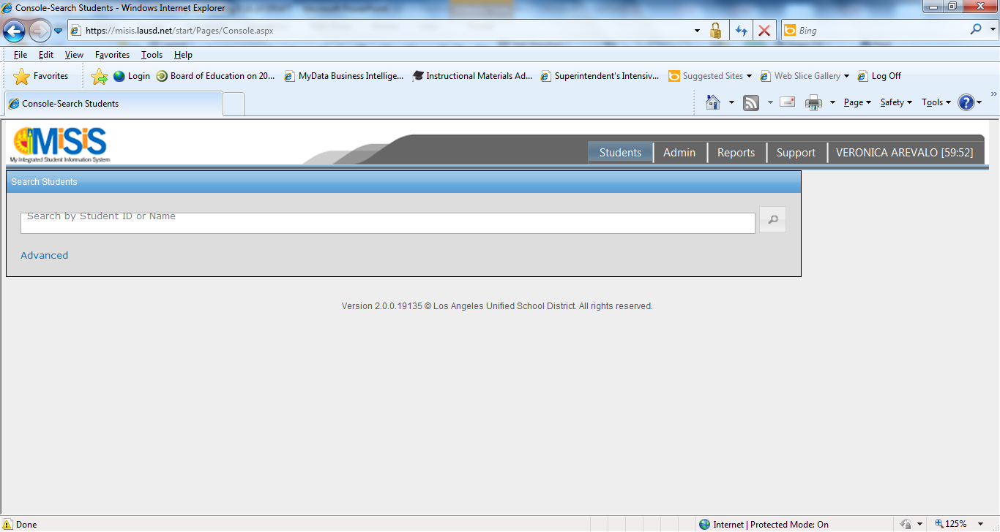 Console-Search Students - Windows Internet Explorer
https://misis.lausd.net/start/Pages/Console.aspx
Bing
File Edit View Favorites Tools Help
Favorites Login Board of Education on 20... MyData Business Intellige... Instructional Materials Ad... Superintendent's Intensiv... Suggested Sites Web Slice Gallery Log Off
Console-Search Students
Page Safety Tools
MiSiS
My Integrated Student Information System
Students Admin Reports Support VERONICA AREVALO [59:52]
Search Students
Search by Student ID or Name
Advanced
Version 2.0.0.19135 © Los Angeles Unified School District. All rights reserved.
Done
Internet | Protected Mode: On
125%